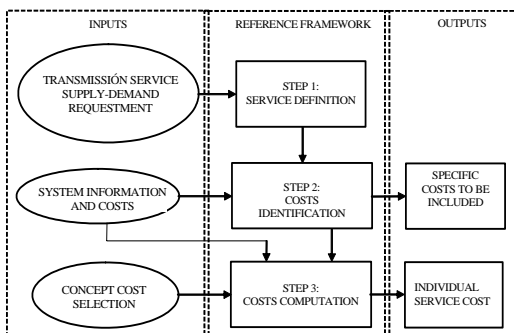 INPUTS
REFERENCE FRAMEWORK
OUTPUTS
TRANSMISSIÓN SERVICE
SUPPLY-DEMAND
REQUESTMENT
STEP 1:
SERVICE DEFINITION
SYSTEM INFORMATION
AND COSTS
STEP 2:
COSTS
IDENTIFICATION
SPECIFIC
COSTS TO BE
INCLUDED
CONCEPT COST
SELECTION
STEP 3:
COSTS COMPUTATION
INDIVIDUAL
SERVICE COST